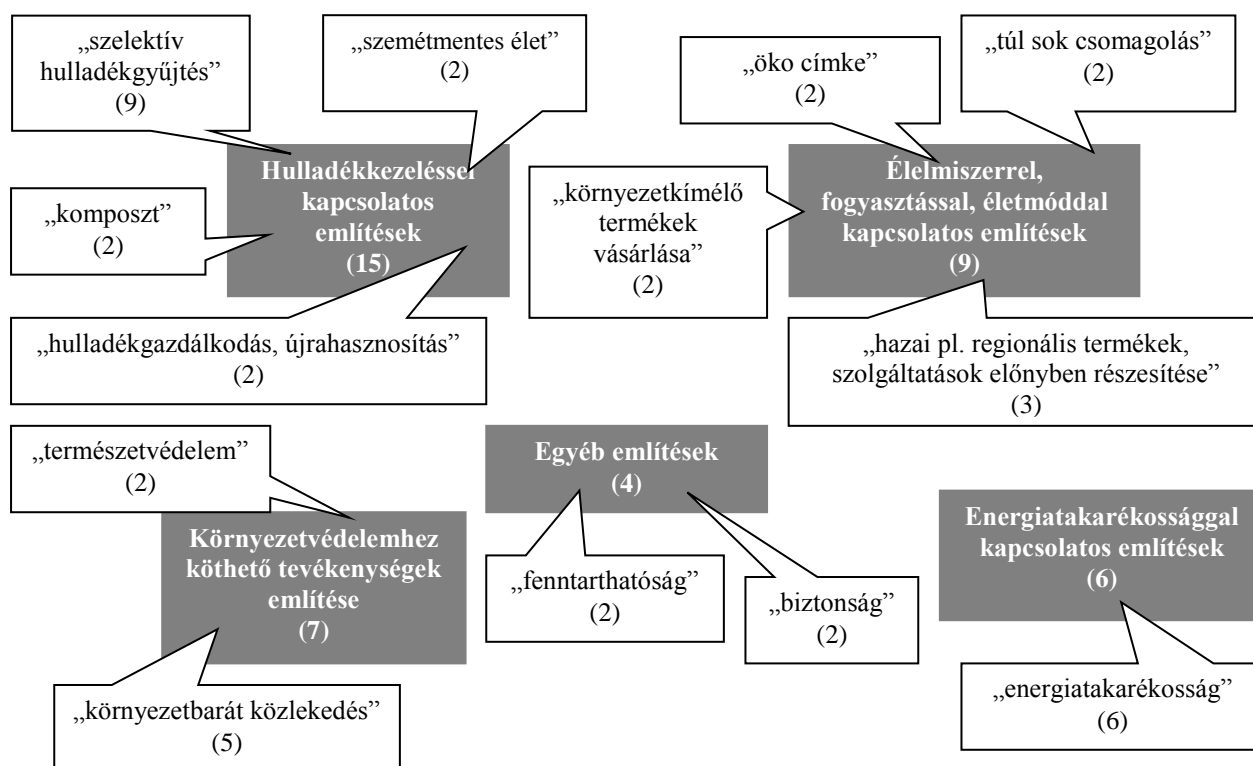 „szelektív
hulladékgyűjtés”
(9)
„szemétmentes élet”
(2)
„öko címke”
(2)
„túl sok csomagolás”
(2)
Hulladékkezeléssel
kapcsolatos
említések
(15)
„komposzt”
(2)
„hulladékgazdálkodás, újrahasznosítás”
(2)
Élelmiszerrel,
fogyasztással, életmóddal
kapcsolatos említések
(9)
„környezetkímélő
termékek
vásárlása”
(2)
„hazai pl. regionális termékek,
szolgáltatások előnyben részesítése”
(3)
„természetvédelem”
(2)
Környezetvédelemhez
köthető tevékenységek
említése
(7)
„környezetbarát közlekedés”
(5)
Egyéb említések
(4)
„fenntarthatóság”
(2)
„biztonság”
(2)
Energiatakarékossággal
kapcsolatos említések
(6)
„energiatakarékosság”
(6)